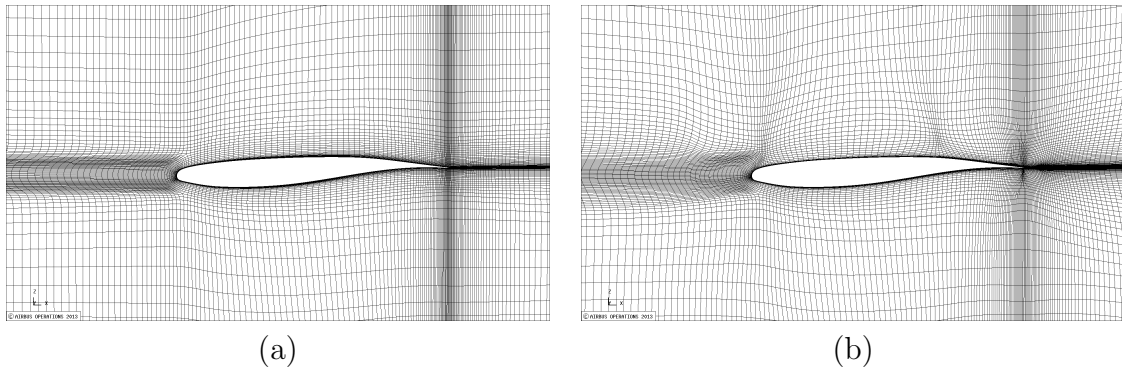 z
x
© AIRBUS OPERATIONS 2013
(a)
z
x
© AIRBUS OPERATIONS 2013
(b)